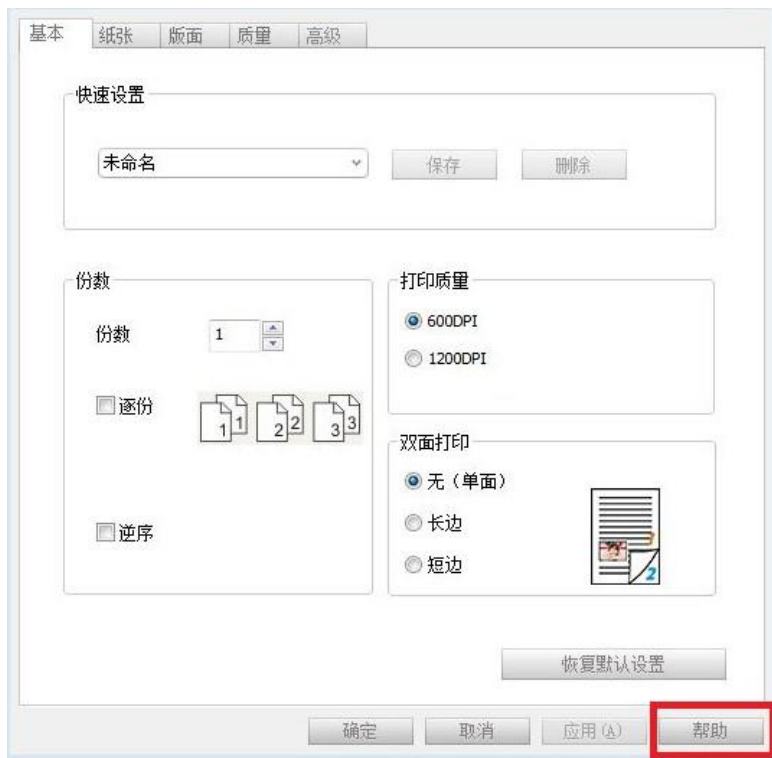 基本 纸张 版面 质量 高级
快速设置
未命名 保存 删除
份数
份数 1
逐份 1 1 2 2 3 3
逆序
打印质量
600DPI
1200DPI
双面打印
无（单面）
长边
短边
3
2
恢复默认设置
确定 取消 应用(A) 帮助